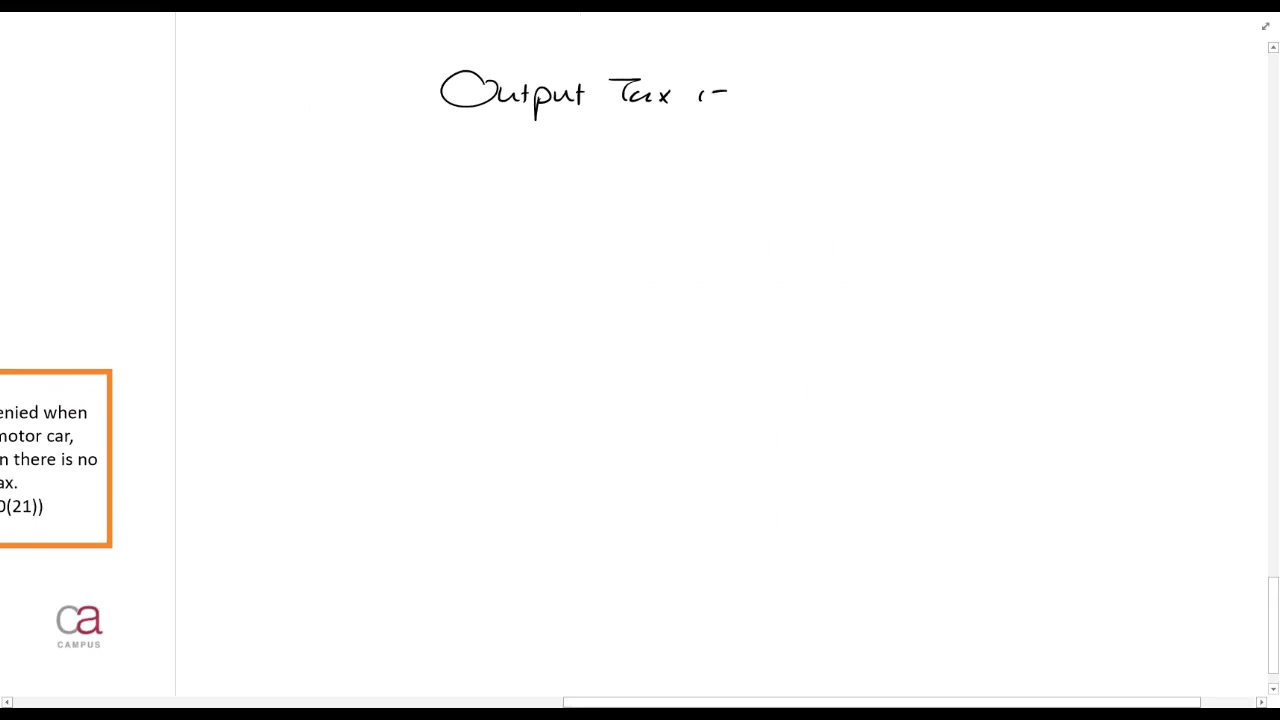 Output Tax :-
enied when
motor car,
n there is no
ax.
0(21))
ca
CAMPUS